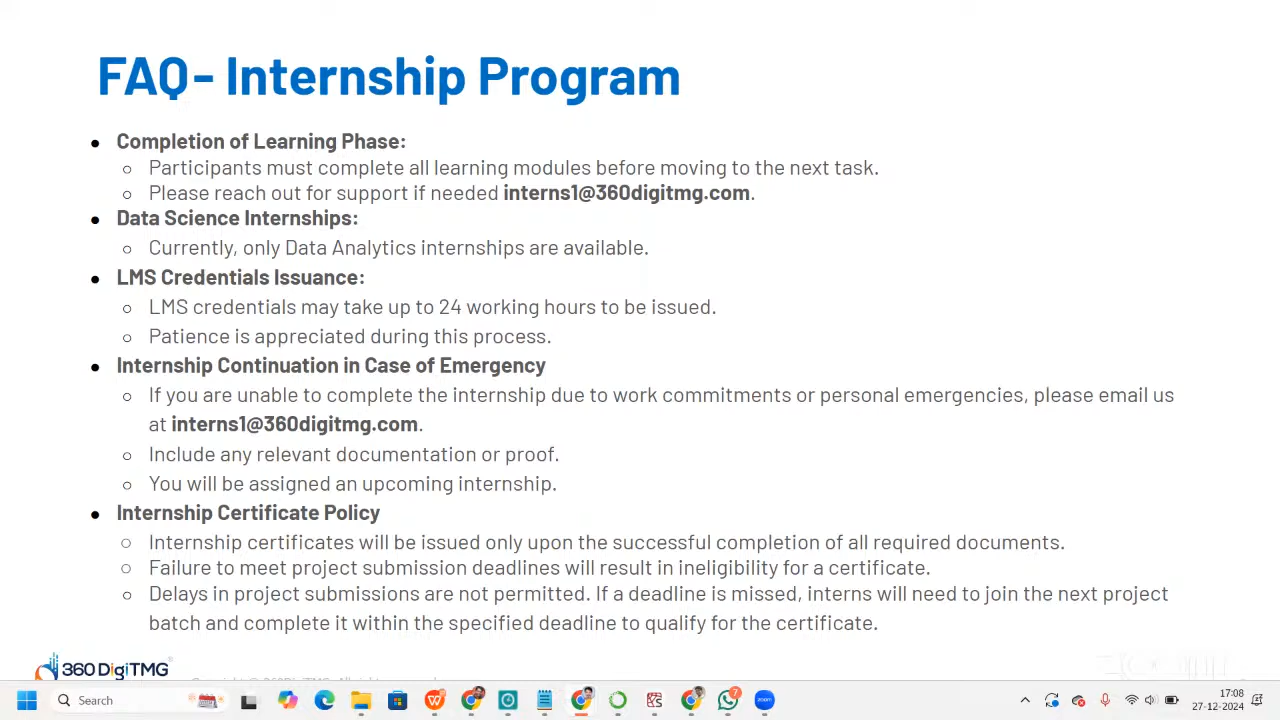 FAQ- Internship Program
● Completion of Learning Phase:
○ Participants must complete all learning modules before moving to the next task.
○ Please reach out for support if needed interns1@360digitmg.com.
● Data Science Internships:
○ Currently, only Data Analytics internships are available.
● LMS Credentials Issuance:
○ LMS credentials may take up to 24 working hours to be issued.
○ Patience is appreciated during this process.
● Internship Continuation in Case of Emergency
○ If you are unable to complete the internship due to work commitments or personal emergencies, please email us
at interns1@360digitmg.com.
○ Include any relevant documentation or proof.
○ You will be assigned an upcoming internship.
● Internship Certificate Policy
○ Internship certificates will be issued only upon the successful completion of all required documents.
○ Failure to meet project submission deadlines will result in ineligibility for a certificate.
○ Delays in project submissions are not permitted. If a deadline is missed, interns will need to join the next project
batch and complete it within the specified deadline to qualify for the certificate.
360DigiTMG
Search
7
zoom
17:08
27-12-2024